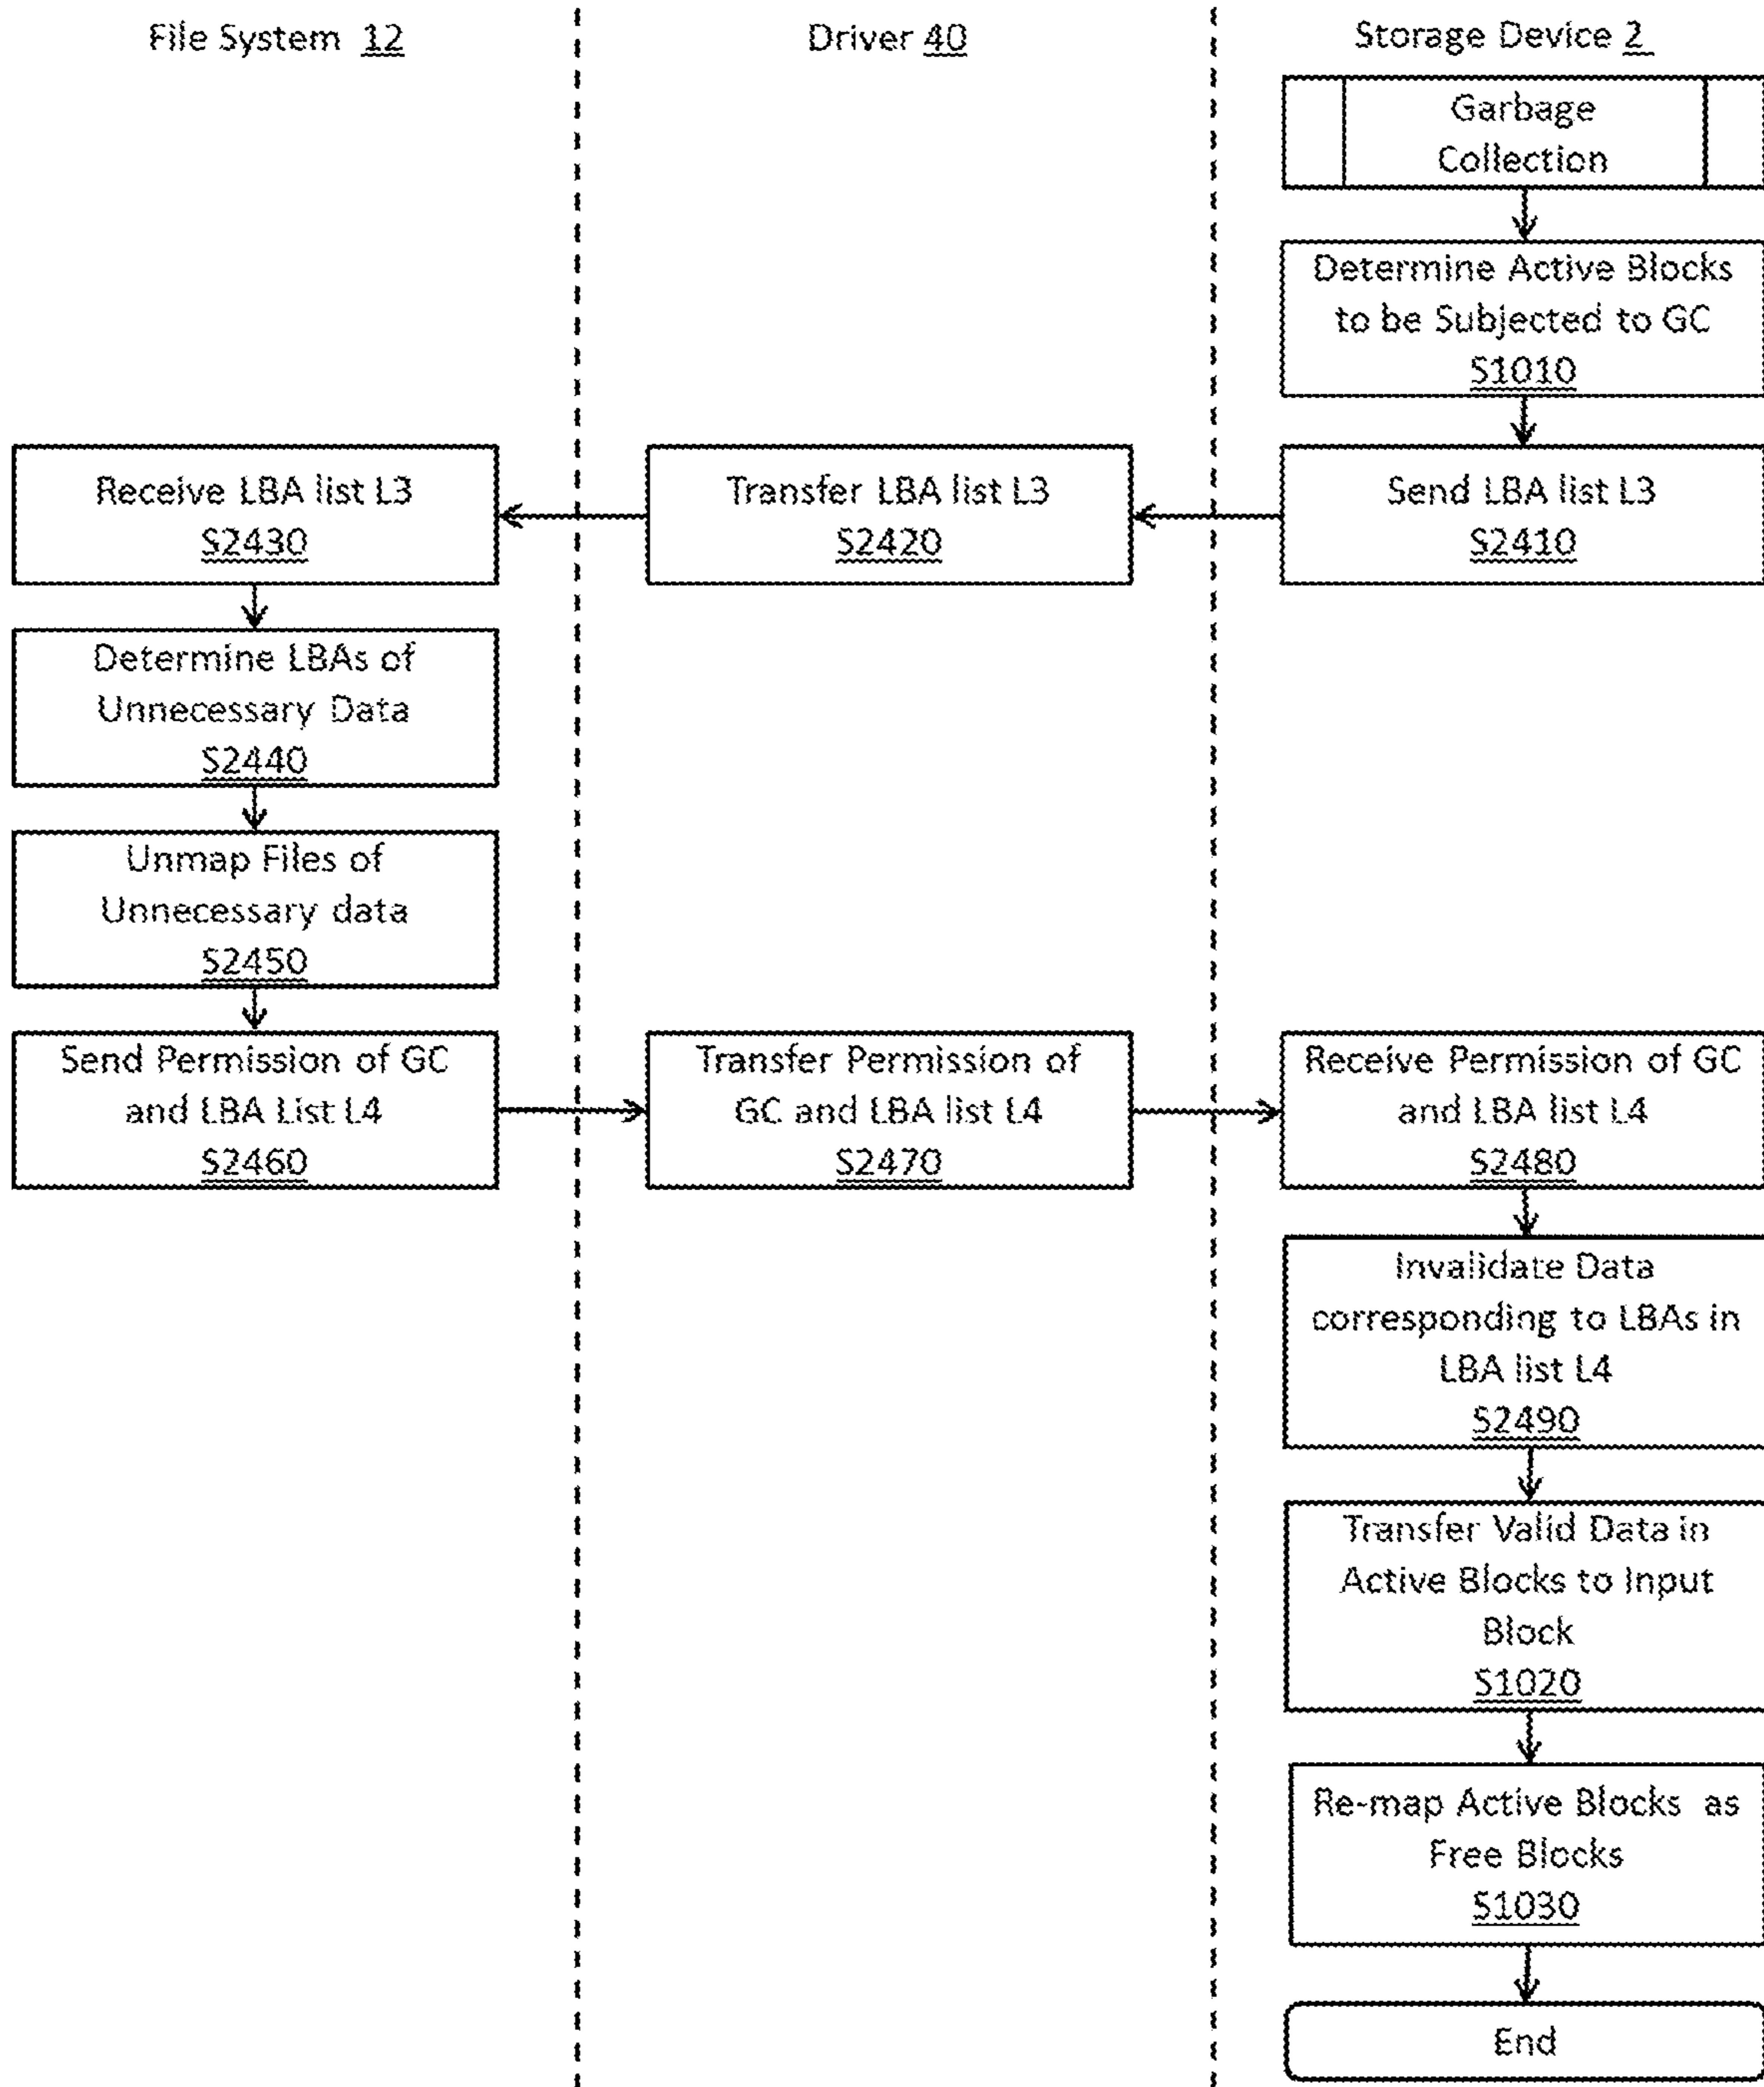 File System 12
Driver 40
Storage Device 2
Garbage
Collection
Determine Active Blocks
to be Subjected to GC
S1010
Receive LBA list L3
S2430
Transfer LBA list L3
S2420
Send LBA list L3
S2410
Determine LBAs of
Unnecessary Data
S2440
Unmap Files of
Unnecessary data
S2450
Send Permission of GC
and LBA List L4
S2460
Transfer Permission of
GC and LBA list L4
S2470
Receive Permission of GC
and LBA list L4
S2480
Invalidate Data
corresponding to LBAs in
LBA list L4
S2490
Transfer Valid Data in
Active Blocks to Input
Block
S1020
Re-map Active Blocks as
Free Blocks
S1030
End